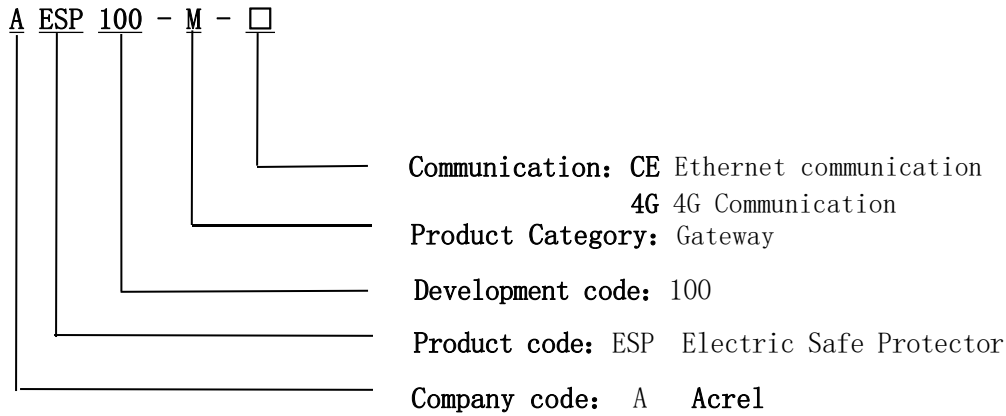 A ESP 100 - M - □
Communication: CE Ethernet communication
4G 4G Communication
Product Category: Gateway
Development code: 100
Product code: ESP Electric Safe Protector
Company code: A Acrel